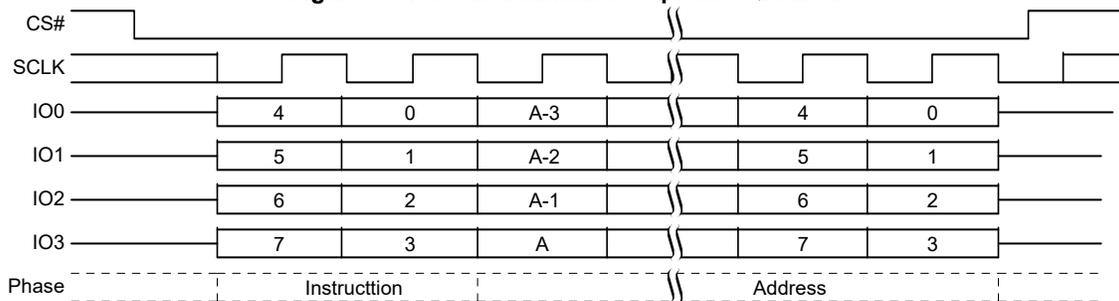 CS#
SCLK
IO0 4 0 A-3 4 0
IO1 5 1 A-2 5 1
IO2 6 2 A-1 6 2
IO3 7 3 A 7 3
Phase Instructtion Address